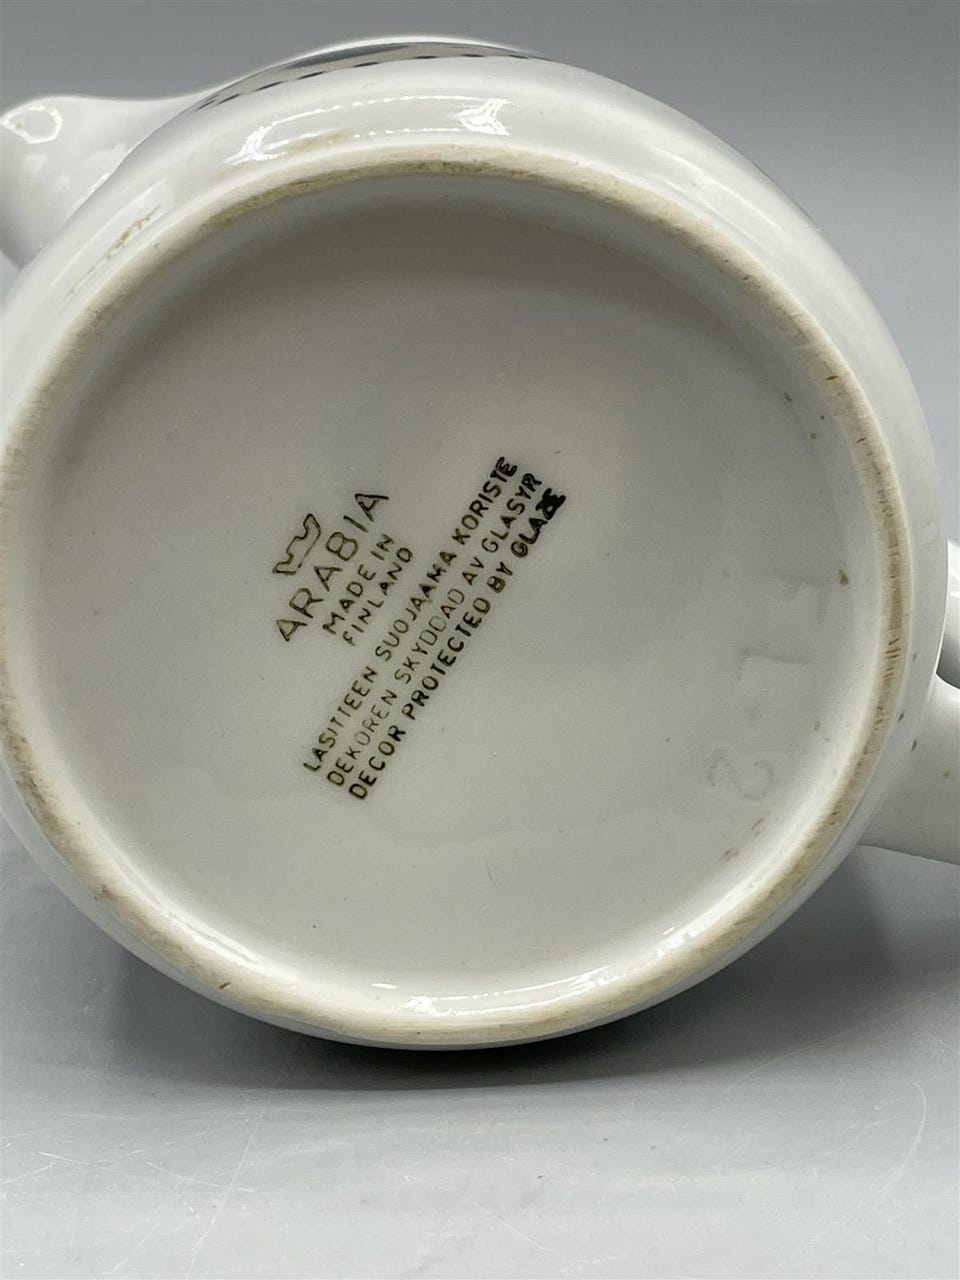 ARABIA
MADE IN
FINLAND
LASITTEEN SUOJAAMA KORISTE
DEKOREN SKYDDAD AV GLASYR
DECOR PROTECTED BY GLAZE